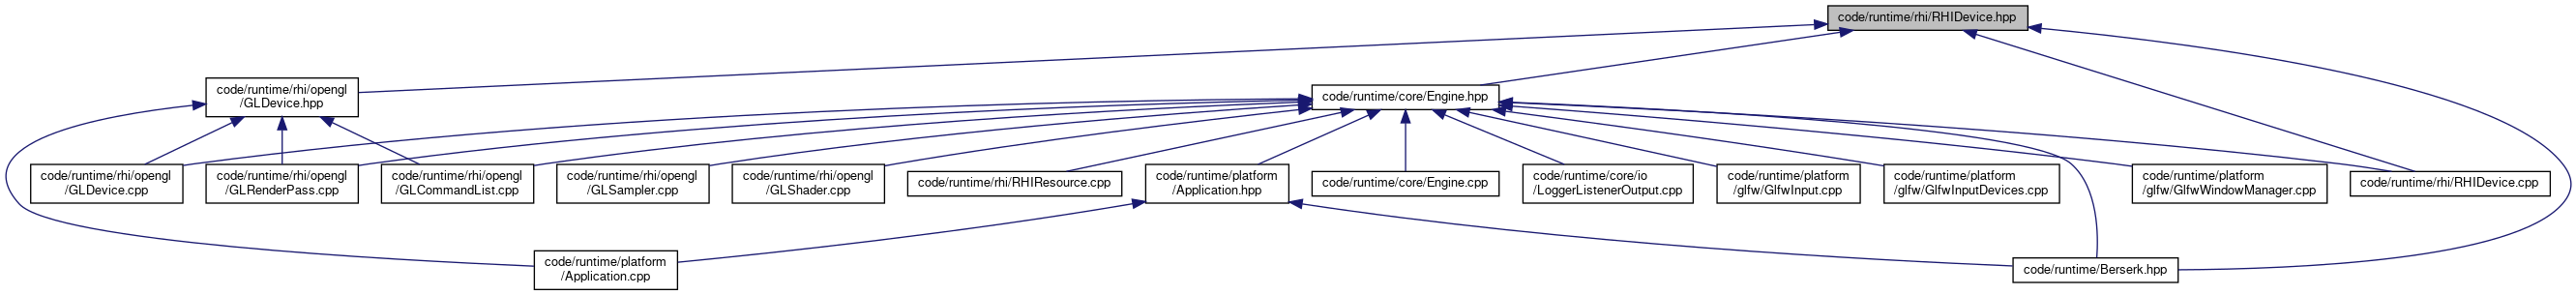 code/runtime/rhi/RHIDevice.hpp
code/runtime/rhi/opengl
/GLDevice.hpp
code/runtime/core/Engine.hpp
code/runtime/rhi/opengl
/GLDevice.cpp
code/runtime/rhi/opengl
/GLRenderPass.cpp
code/runtime/rhi/opengl
/GLCommandList.cpp
code/runtime/rhi/opengl
/GLSampler.cpp
code/runtime/rhi/opengl
/GLShader.cpp
code/runtime/rhi/RHIResource.cpp
code/runtime/platform
/Application.hpp
code/runtime/core/Engine.cpp
code/runtime/core/io
/LoggerListenerOutput.cpp
code/runtime/platform
/glfw/GlfwInput.cpp
code/runtime/platform
/glfw/GlfwInputDevices.cpp
code/runtime/platform
/glfw/GlfwWindowManager.cpp
code/runtime/rhi/RHIDevice.cpp
code/runtime/platform
/Application.cpp
code/runtime/Berserk.hpp